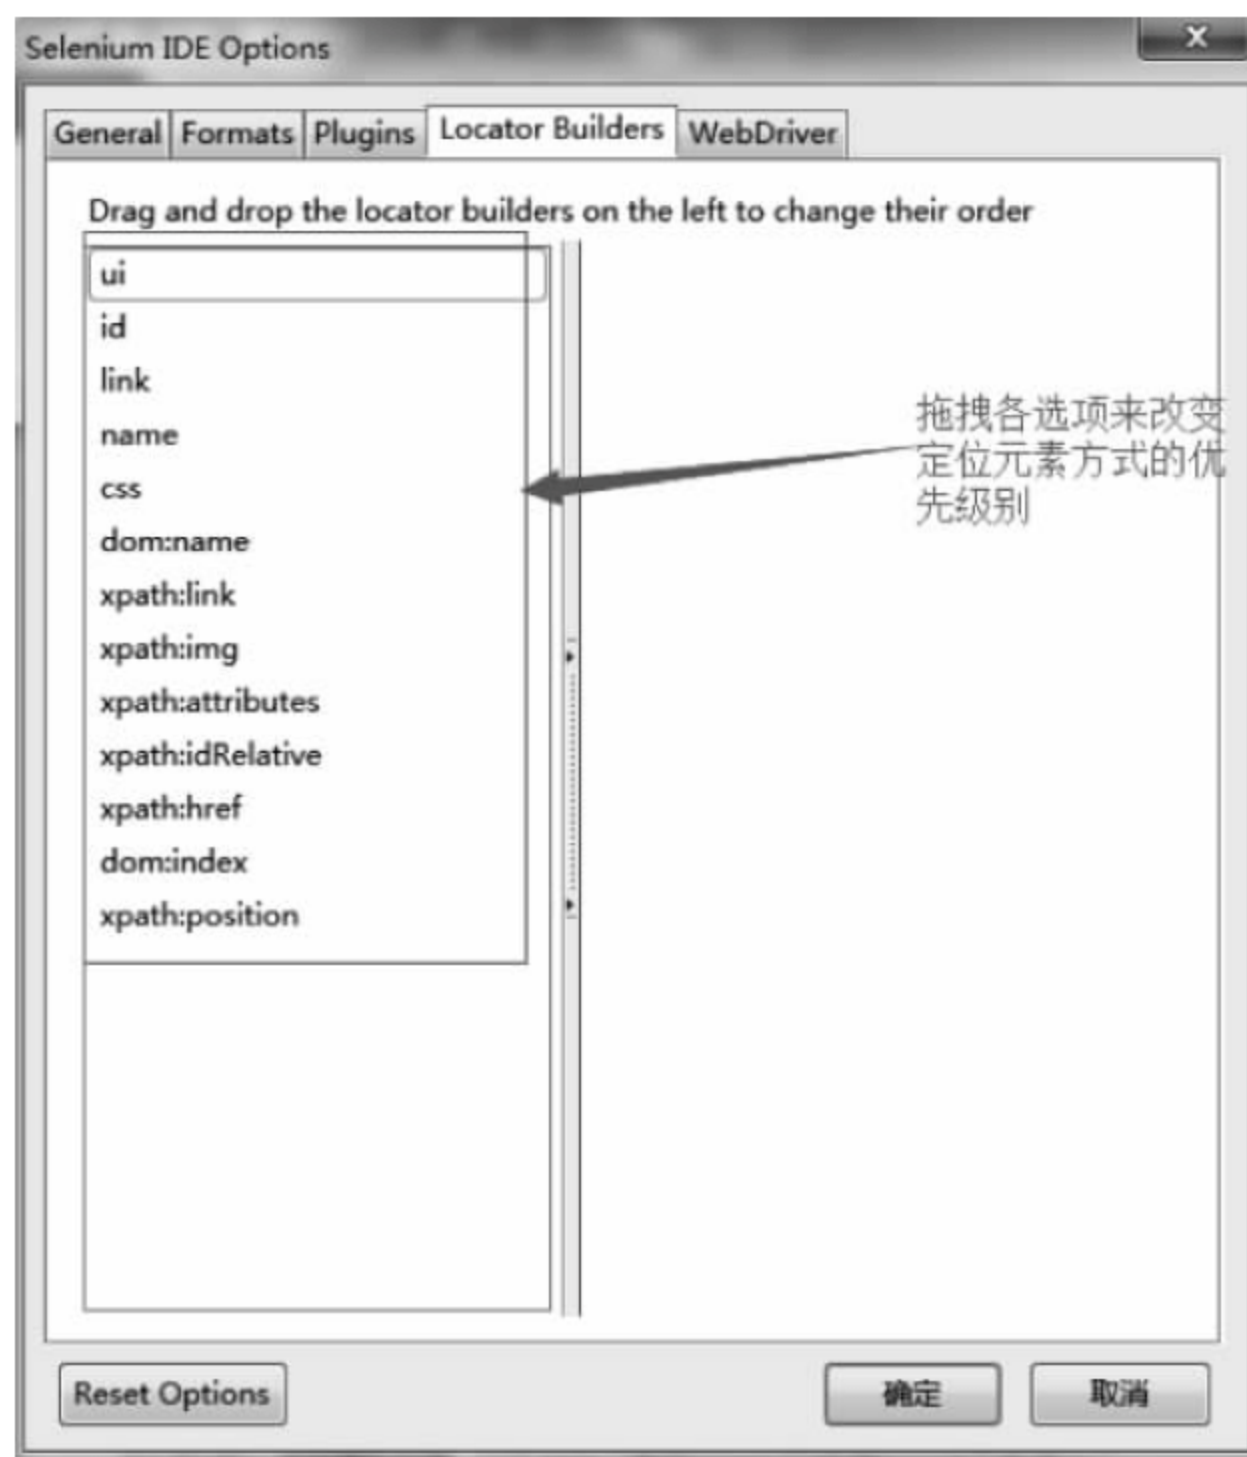 Selenium IDE Options
General Formats Plugins Locator Builders WebDriver
Drag and drop the locator builders on the left to change their order
ui
id
link
name
css
dom:name
xpath:link
xpath:img
xpath:attributes
xpath:idRelative
xpath:href
dom:index
xpath:position
拖拽各选项来改变
定位元素方式的优
先级别
Reset Options 确定 取消